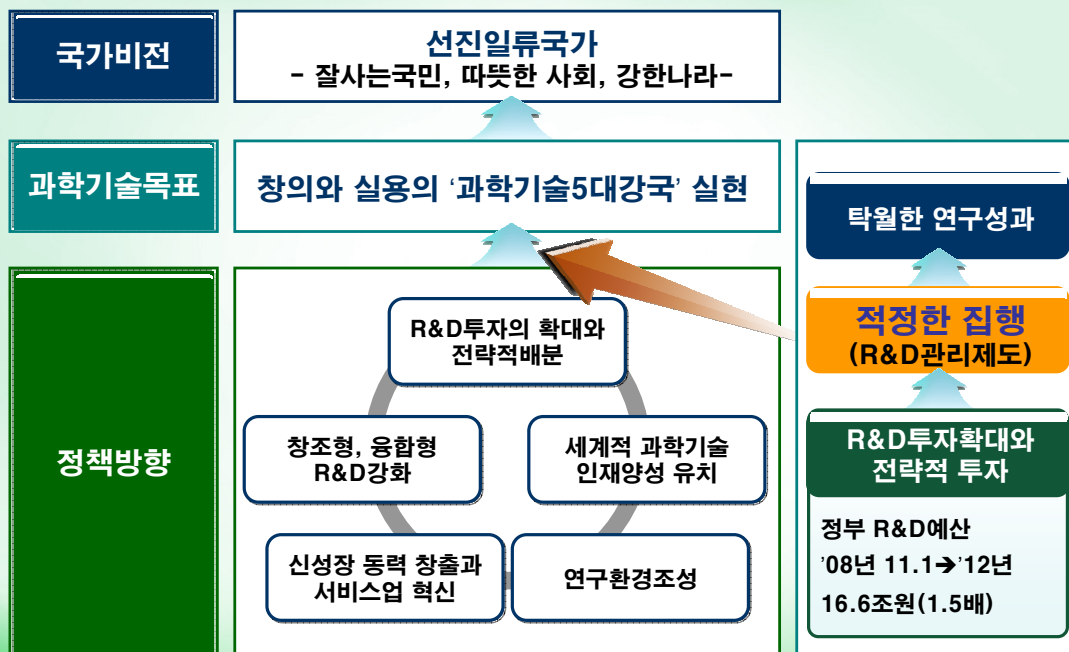 국가비전
선진일류국가
- 잘사는국민, 따뜻한 사회, 강한나라-
과학기술목표
창의와 실용의 ‘과학기술5대강국’ 실현
정책방향
R&D투자의 확대와
전략적배분
창조형, 융합형
R&D강화
세계적 과학기술
인재양성 유치
신성장 동력 창출과
서비스업 혁신
연구환경조성
탁월한 연구성과
적정한 집행
(R&D관리제도)
R&D투자확대와
전략적 투자
정부 R&D예산
’08년 11.1➔’12년
16.6조원(1.5배)